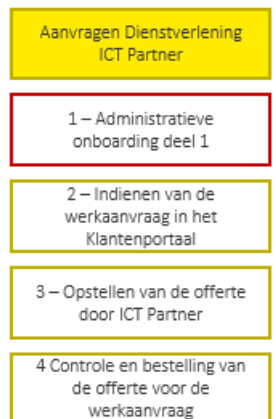 Aanvragen Dienstverlening
ICT Partner
1 – Administratieve
onboarding deel 1
2 – Indienen van de
werkaanvraag in het
Klantenportaal
3 – Opstellen van de offerte
door ICT Partner
4 Controle en bestelling van
de offerte voor de
werkaanvraag